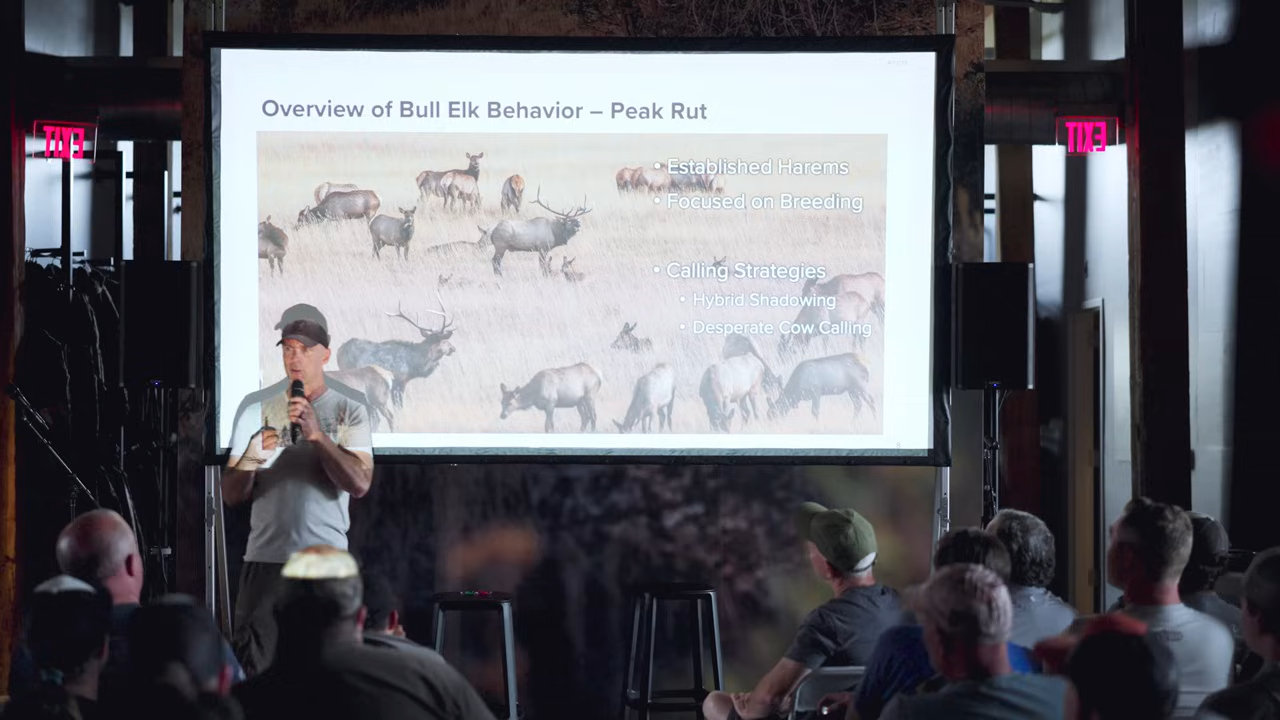 Overview of Bull Elk Behavior – Peak Rut
EXIT
EXIT
• Established Harems
• Focused on Breeding
• Calling Strategies
• Hybrid Shadowing
• Desperate Cow Calling